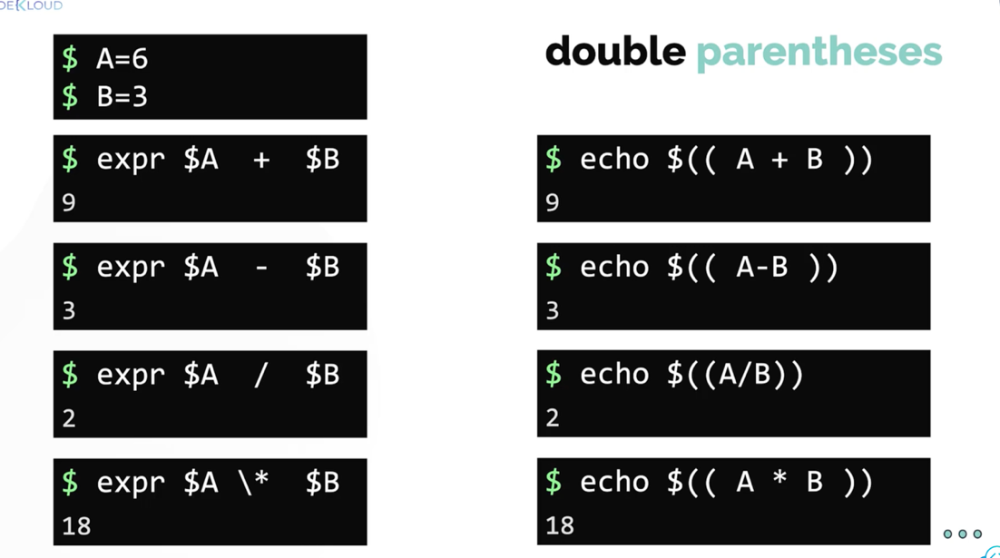 DEKLOUD
double parentheses
$ A=6
$ B=3
$ expr $A + $B
9
$ expr $A - $B
3
$ expr $A / $B
2
$ expr $A \* $B
18
$ echo $(( A + B ))
9
$ echo $(( A-B ))
3
$ echo $((A/B))
2
$ echo $(( A * B ))
18